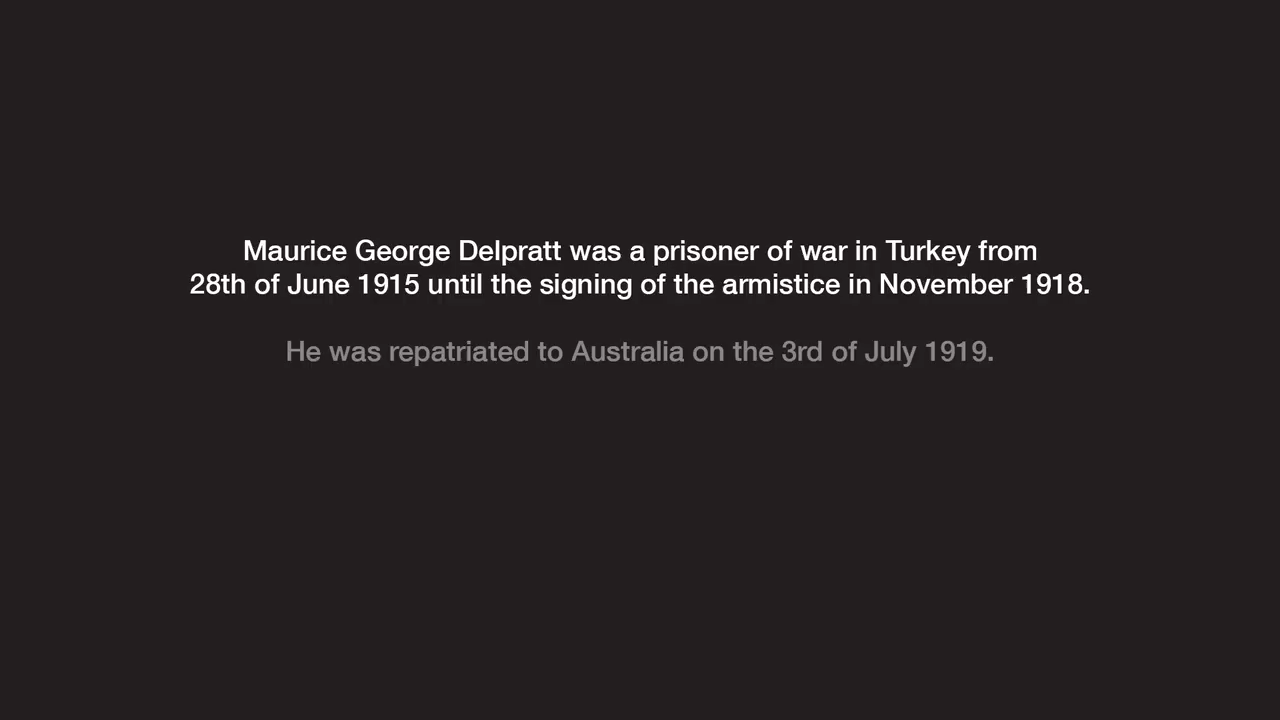 Maurice George Delpratt was a prisoner of war in Turkey from
28th of June 1915 until the signing of the armistice in November 1918.
He was repatriated to Australia on the 3rd of July 1919.